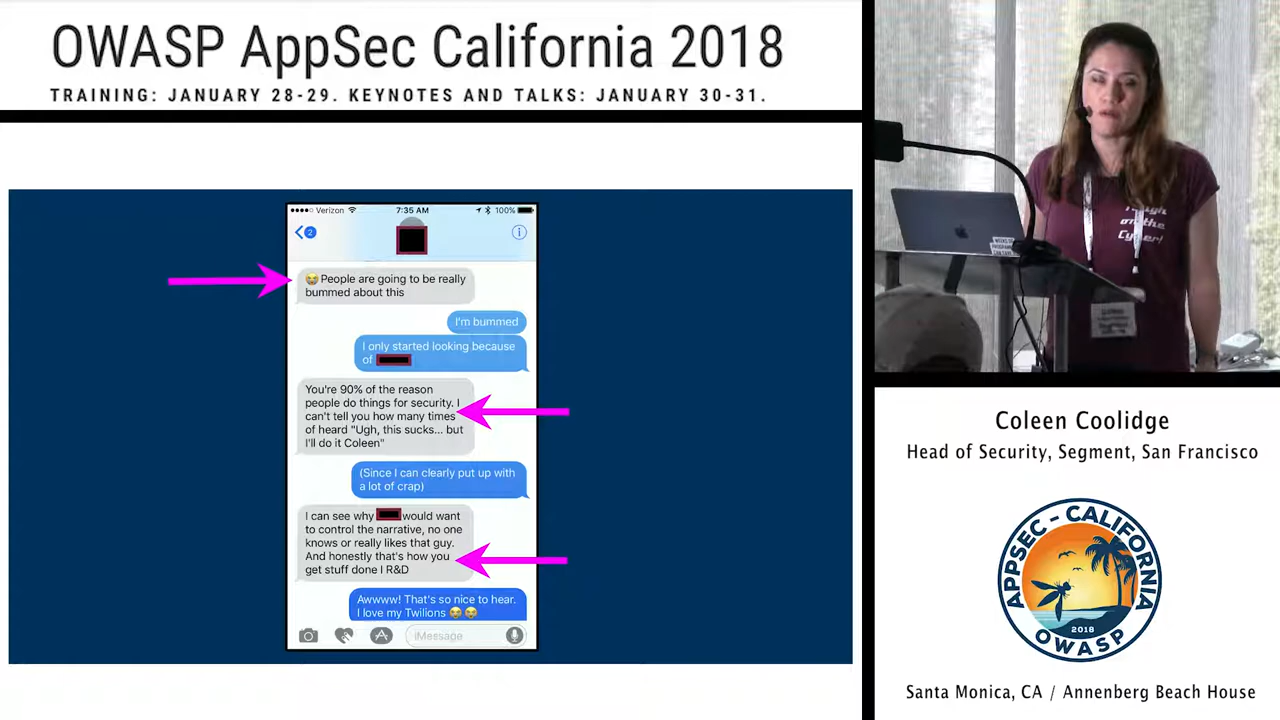 OWASP AppSec California 2018
TRAINING: JANUARY 28-29. KEYNOTES AND TALKS: JANUARY 30-31.
Verizon
7:35 AM
100%
2
😭 People are going to be really
bummed about this
I'm bummed
I only started looking because
of
You're 90% of the reason
people do things for security. I
can't tell you how many times
of heard "Ugh, this sucks... but
I'll do it Coleen"
(Since I can clearly put up with
a lot of crap)
I can see why would want
to control the narrative, no one
knows or really likes that guy.
And honestly that's how you
get stuff done I R&D
Awwww! That's so nice to hear.
I love my Twilions 😂😂
iMessage
on the
Cyber!
Coleen Coolidge
Head of Security, Segment, San Francisco
APPSEC - CALIFORNIA
2018
OWASP
Santa Monica, CA / Annenberg Beach House